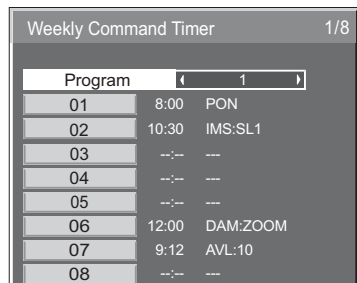 Weekly Command Timer 1/8
Program 1
01 8:00 PON
02 10:30 IMS:SL1
03 --:-- ---
04 --:-- ---
05 --:-- ---
06 12:00 DAM:ZOOM
07 9:12 AVL:10
08 --:-- ---